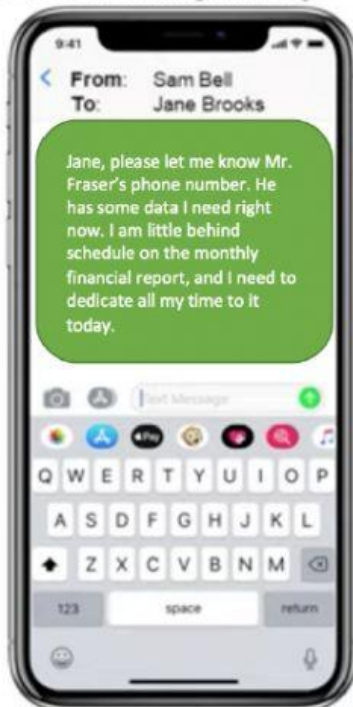 9:41
From: Sam Bell
To: Jane Brooks
Jane, please let me know Mr.
Fraser's phone number. He
has some data I need right
now. I am little behind
schedule on the monthly
financial report, and I need to
dedicate all my time to it
today.
Text Message
Pay
Q W E R T Y U I O P
A S D F G H J K L
Z X C V B N M
123 space return